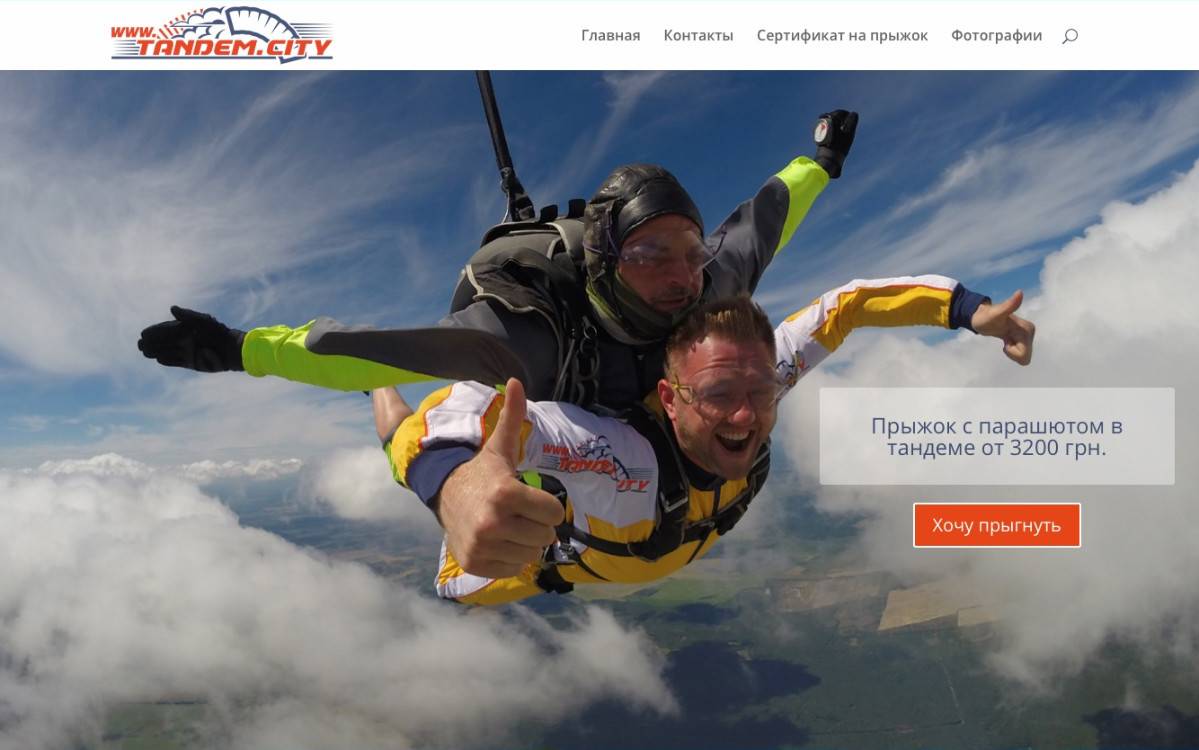 www.
TANDEM.CITY
Главная Контакты Сертификат на прыжок Фотографии
www.
TANDEM
CITY
Прыжок с парашютом в
тандеме от 3200 грн.
Хочу прыгнуть